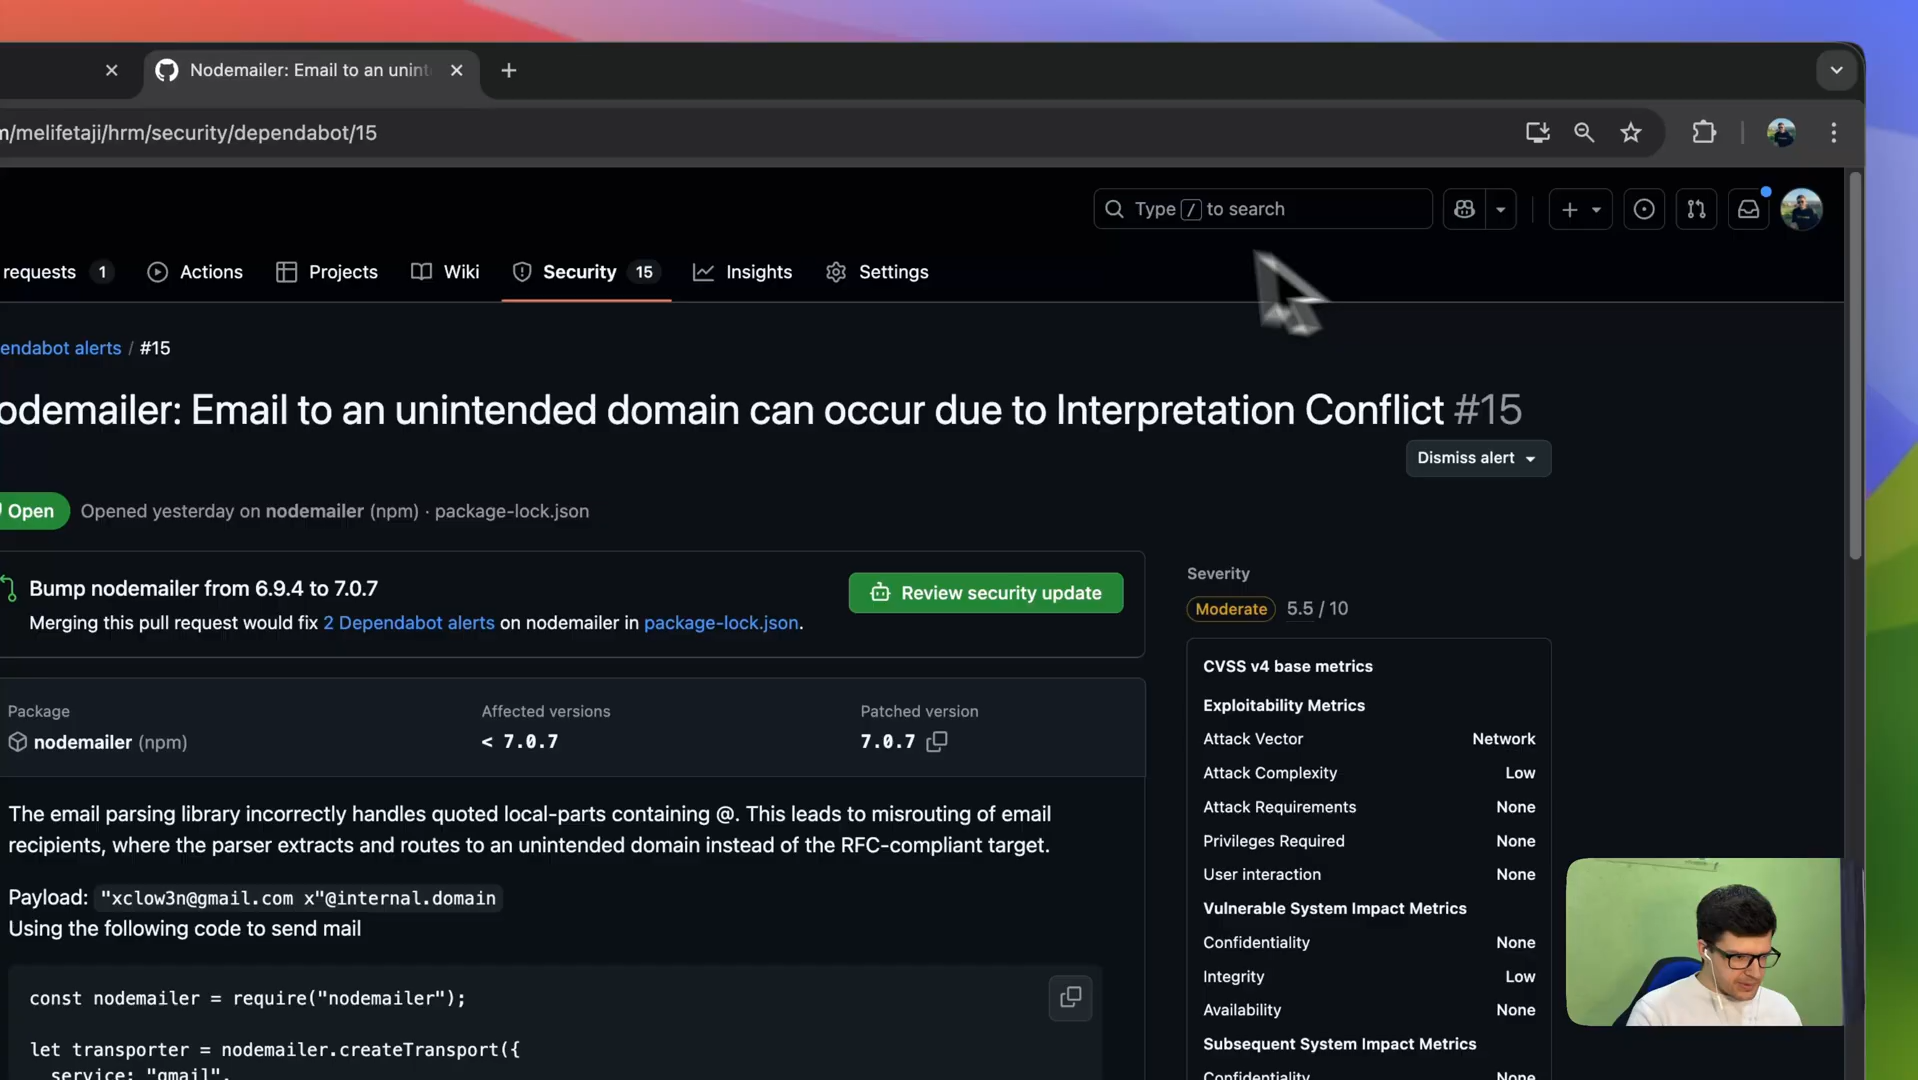 Nodemailer: Email to an unint
/melifetaji/hrm/security/dependabot/15
Type / to search
requests 1 Actions Projects Wiki Security 15 Insights Settings
endabot alerts / #15
odemailer: Email to an unintended domain can occur due to Interpretation Conflict #15
Dismiss alert
Open Opened yesterday on nodemailer (npm) · package-lock.json
Bump nodemailer from 6.9.4 to 7.0.7
Merging this pull request would fix 2 Dependabot alerts on nodemailer in package-lock.json.
Review security update
Package Affected versions Patched version
nodemailer (npm) < 7.0.7 7.0.7
The email parsing library incorrectly handles quoted local-parts containing @. This leads to misrouting of email
recipients, where the parser extracts and routes to an unintended domain instead of the RFC-compliant target.
Payload: "xclow3n@gmail.com x"@internal.domain
Using the following code to send mail
const nodemailer = require("nodemailer");
let transporter = nodemailer.createTransport({
service: "gmail",
Severity
Moderate 5.5 / 10
CVSS v4 base metrics
Exploitability Metrics
Attack Vector Network
Attack Complexity Low
Attack Requirements None
Privileges Required None
User interaction None
Vulnerable System Impact Metrics
Confidentiality None
Integrity Low
Availability None
Subsequent System Impact Metrics
Confidentiality None